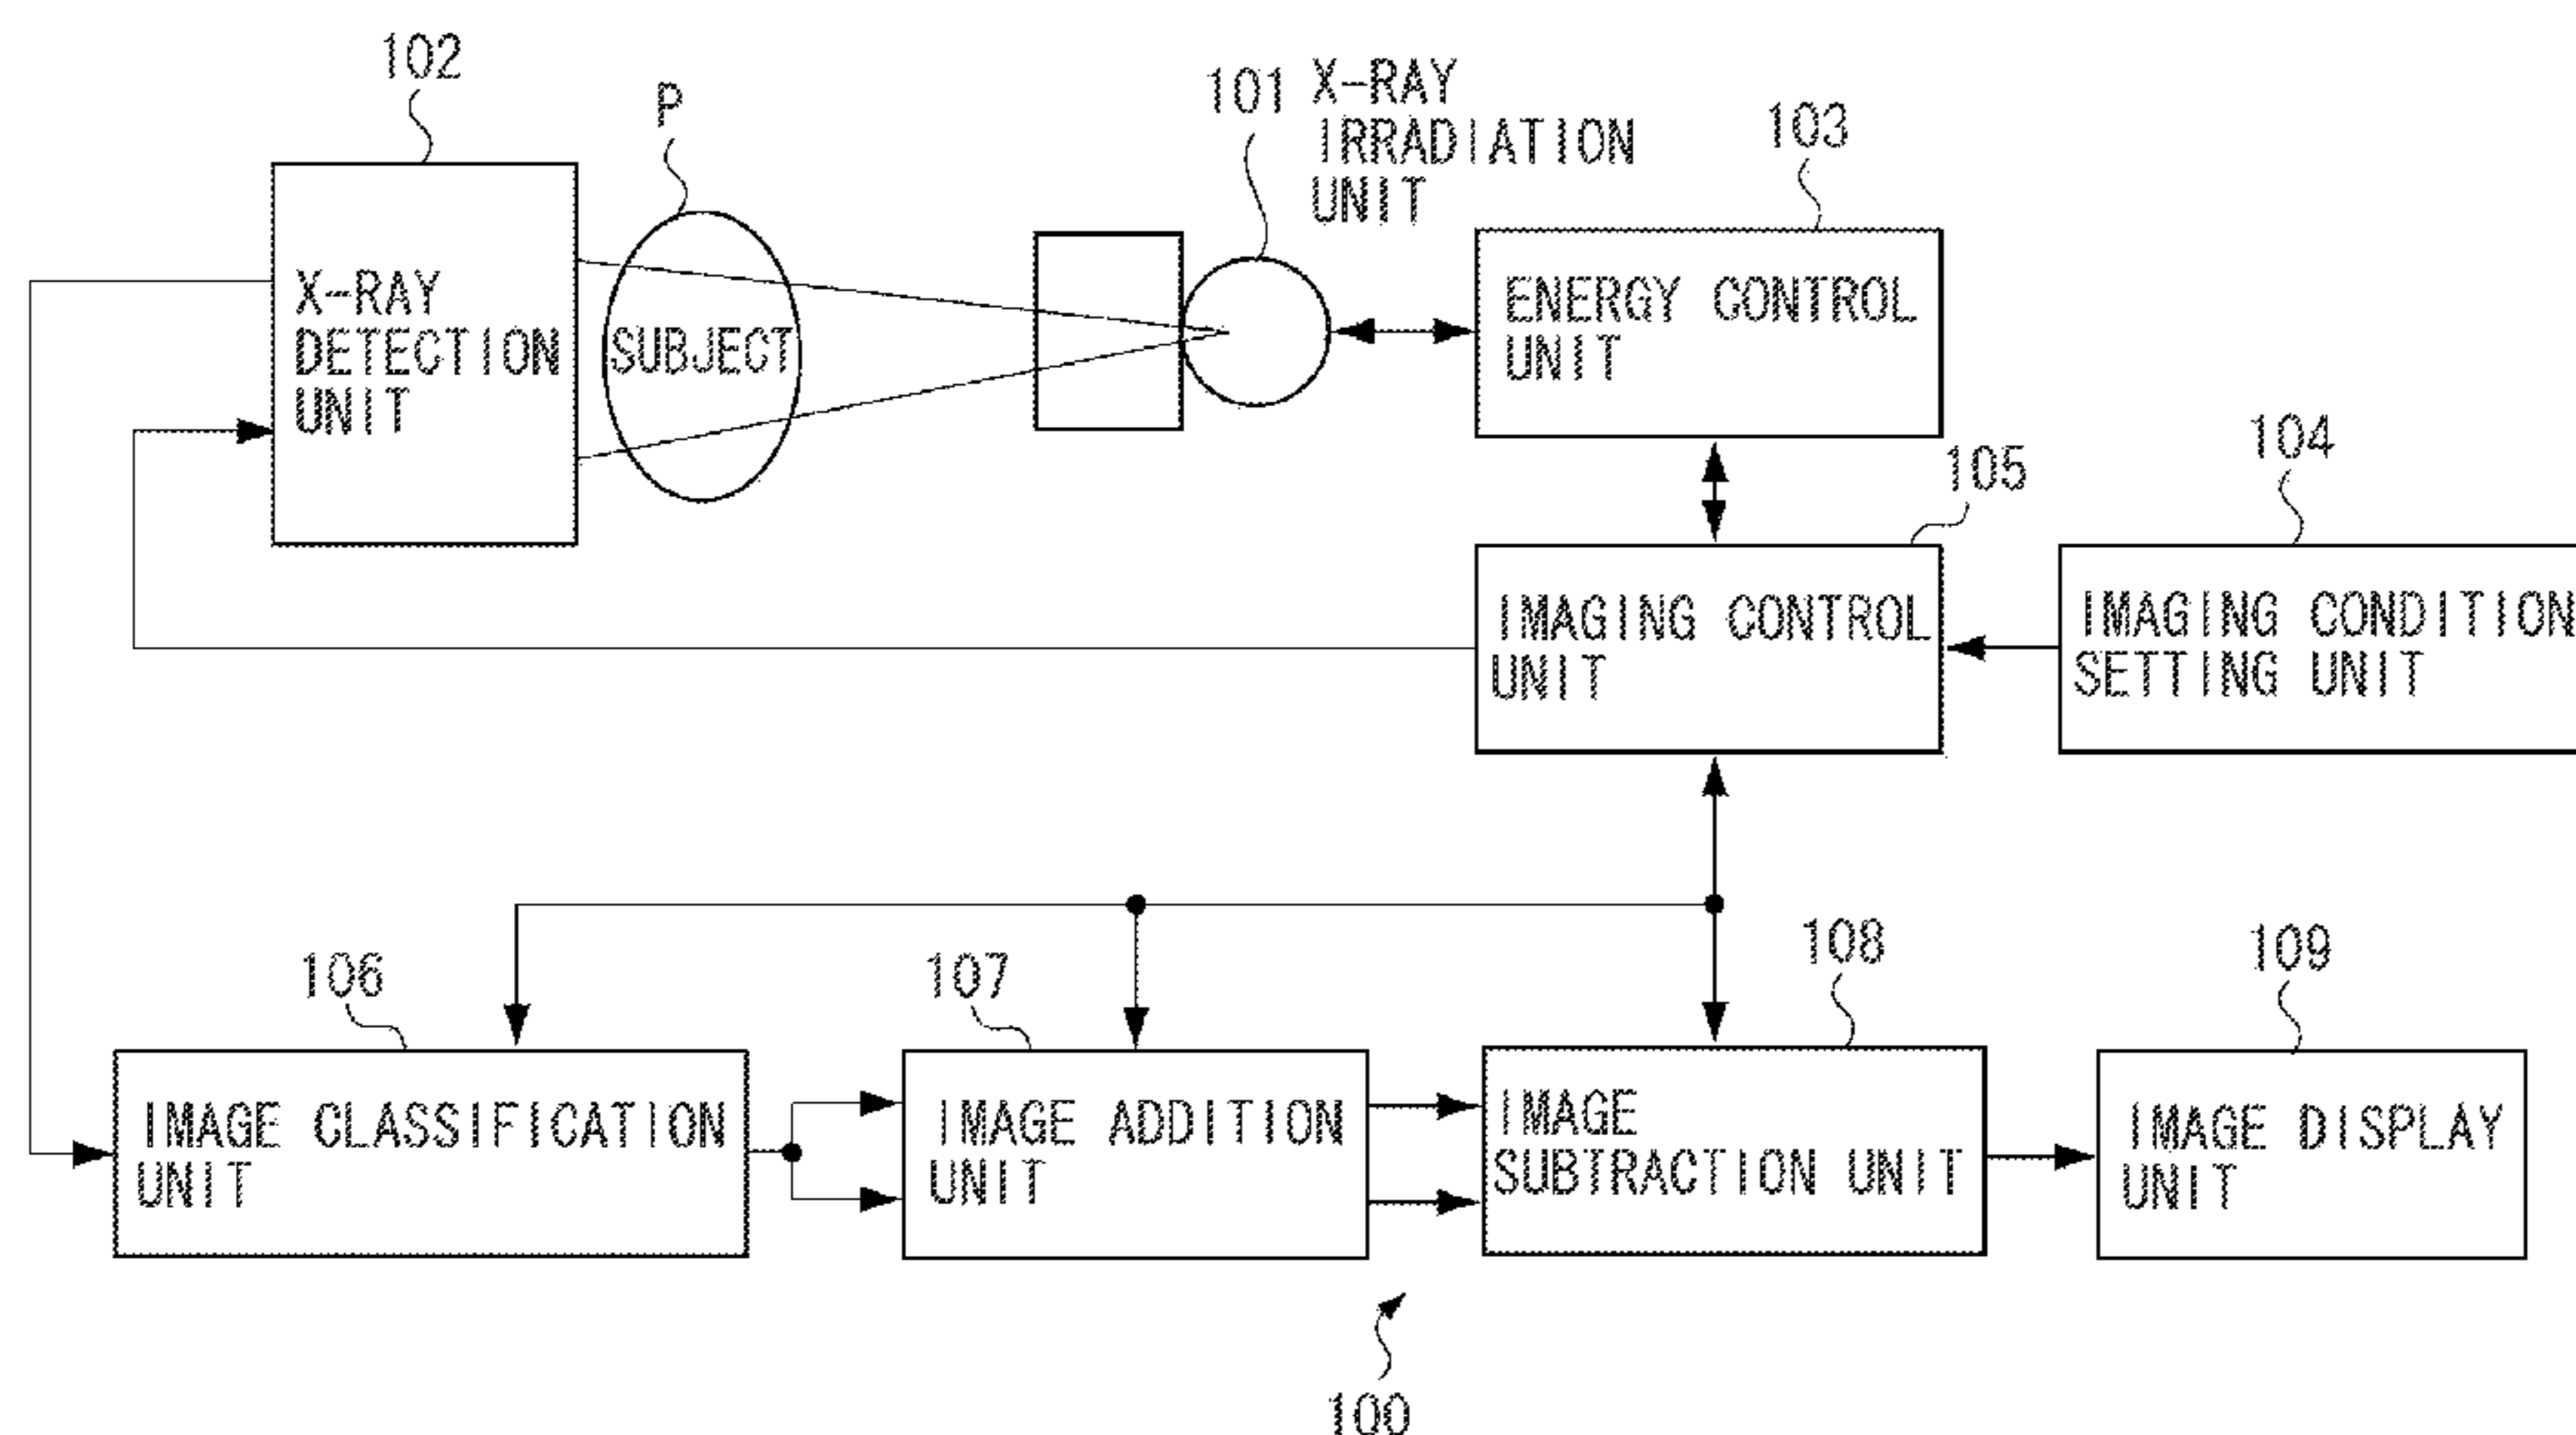 102
P
101
X-RAY
IRRADIATION
UNIT
103
X-RAY
DETECTION
UNIT
SUBJECT
ENERGY CONTROL
UNIT
104
105
IMAGING CONTROL
UNIT
IMAGING CONDITION
SETTING UNIT
106
107
108
109
IMAGE CLASSIFICATION
UNIT
IMAGE ADDITION
UNIT
IMAGE
SUBTRACTION UNIT
IMAGE DISPLAY
UNIT
100